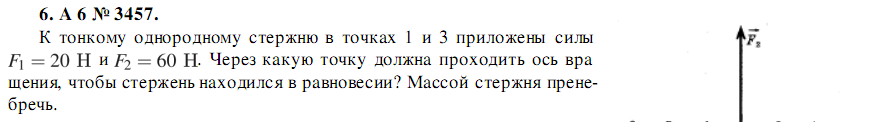 6. А 6 № 3457.
К тонкому однородному стержню в точках 1 и 3 приложены силы
F₁ = 20 Н и F₂ = 60 Н. Через какую точку должна проходить ось вра
щения, чтобы стержень находился в равновесии? Массой стержня прене-
бречь.
F₂